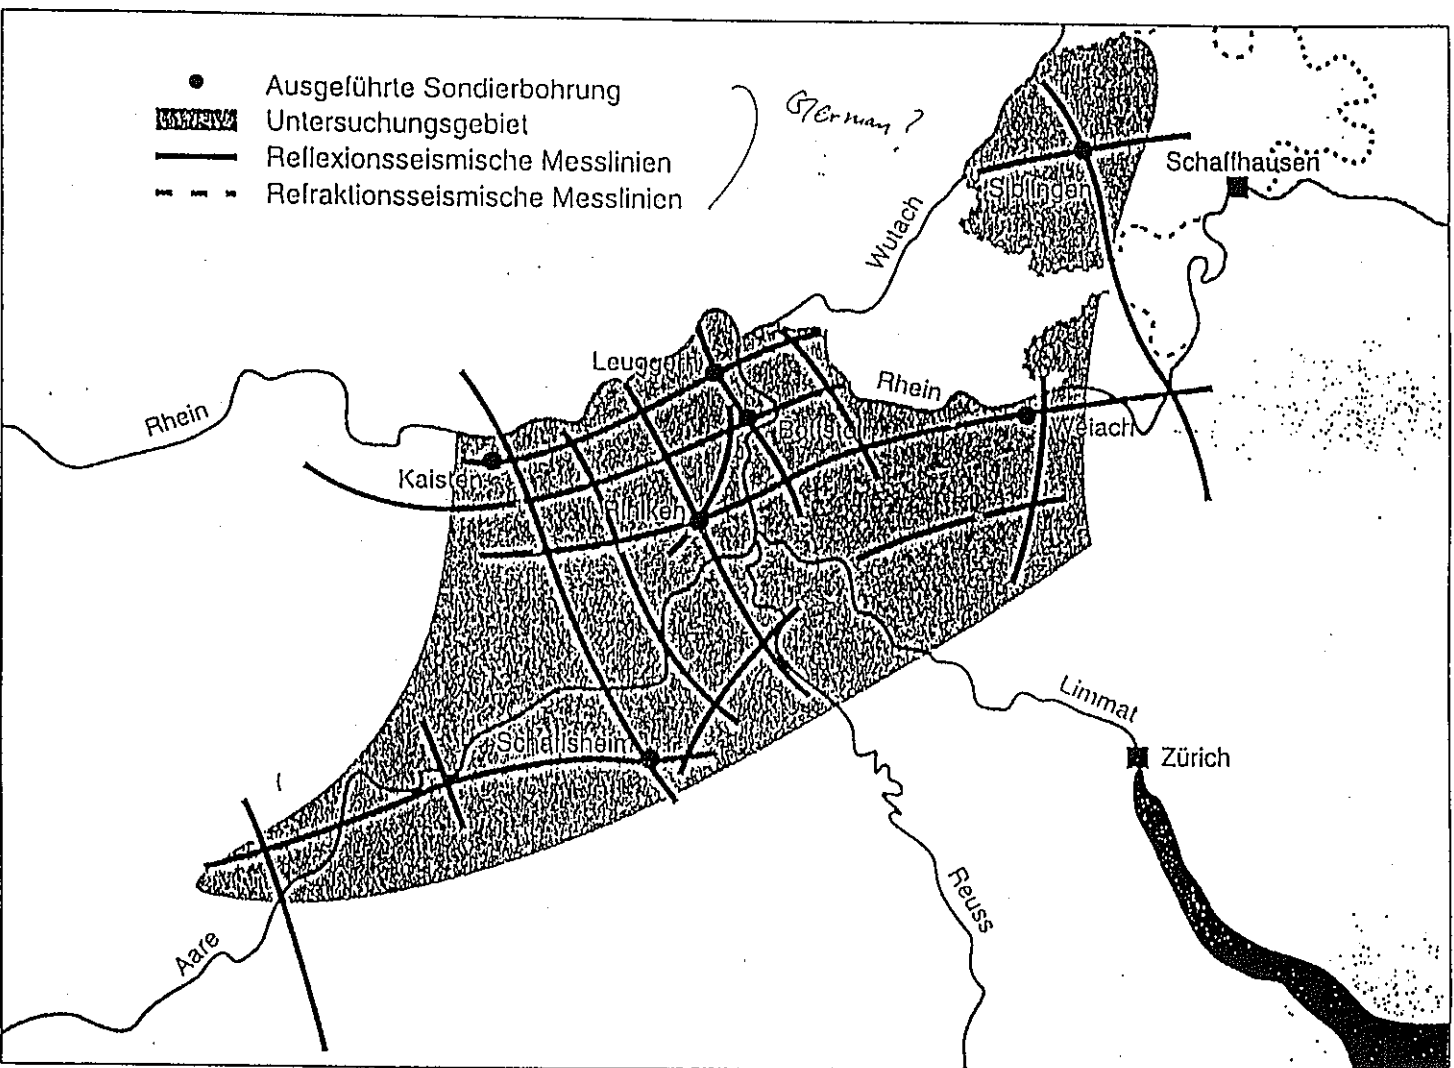 Ausgeführte Sondierbohrung
Untersuchungsgebiet
Reflexionsseismische Messlinien
Refraktionsseismische Messlinien
German?
Schaffhausen
Siblingen
Wutach
Leuggern
Rhein
Rhein
Böttstein
Weiach
Kaisten
Riniken
Limmat
Schafisheim
Zürich
Reuss
Aare